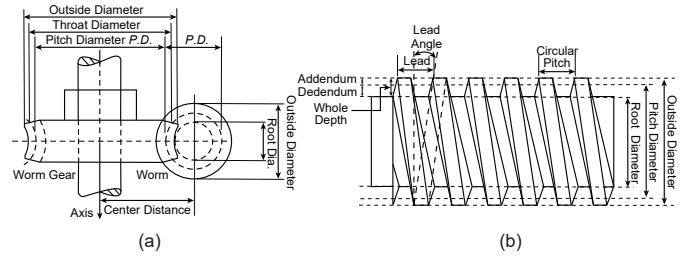 Outside Diameter
Throat Diameter
Pitch Diameter P.D.
P.D.
Outside Diameter
Root Dia.
Worm Gear
Worm
Axis
Center Distance
(a)
Lead
Angle
Lead
Circular
Pitch
Addendum
Dedendum
Whole
Depth
Root Diameter
Pitch Diameter
Outside Diameter
(b)